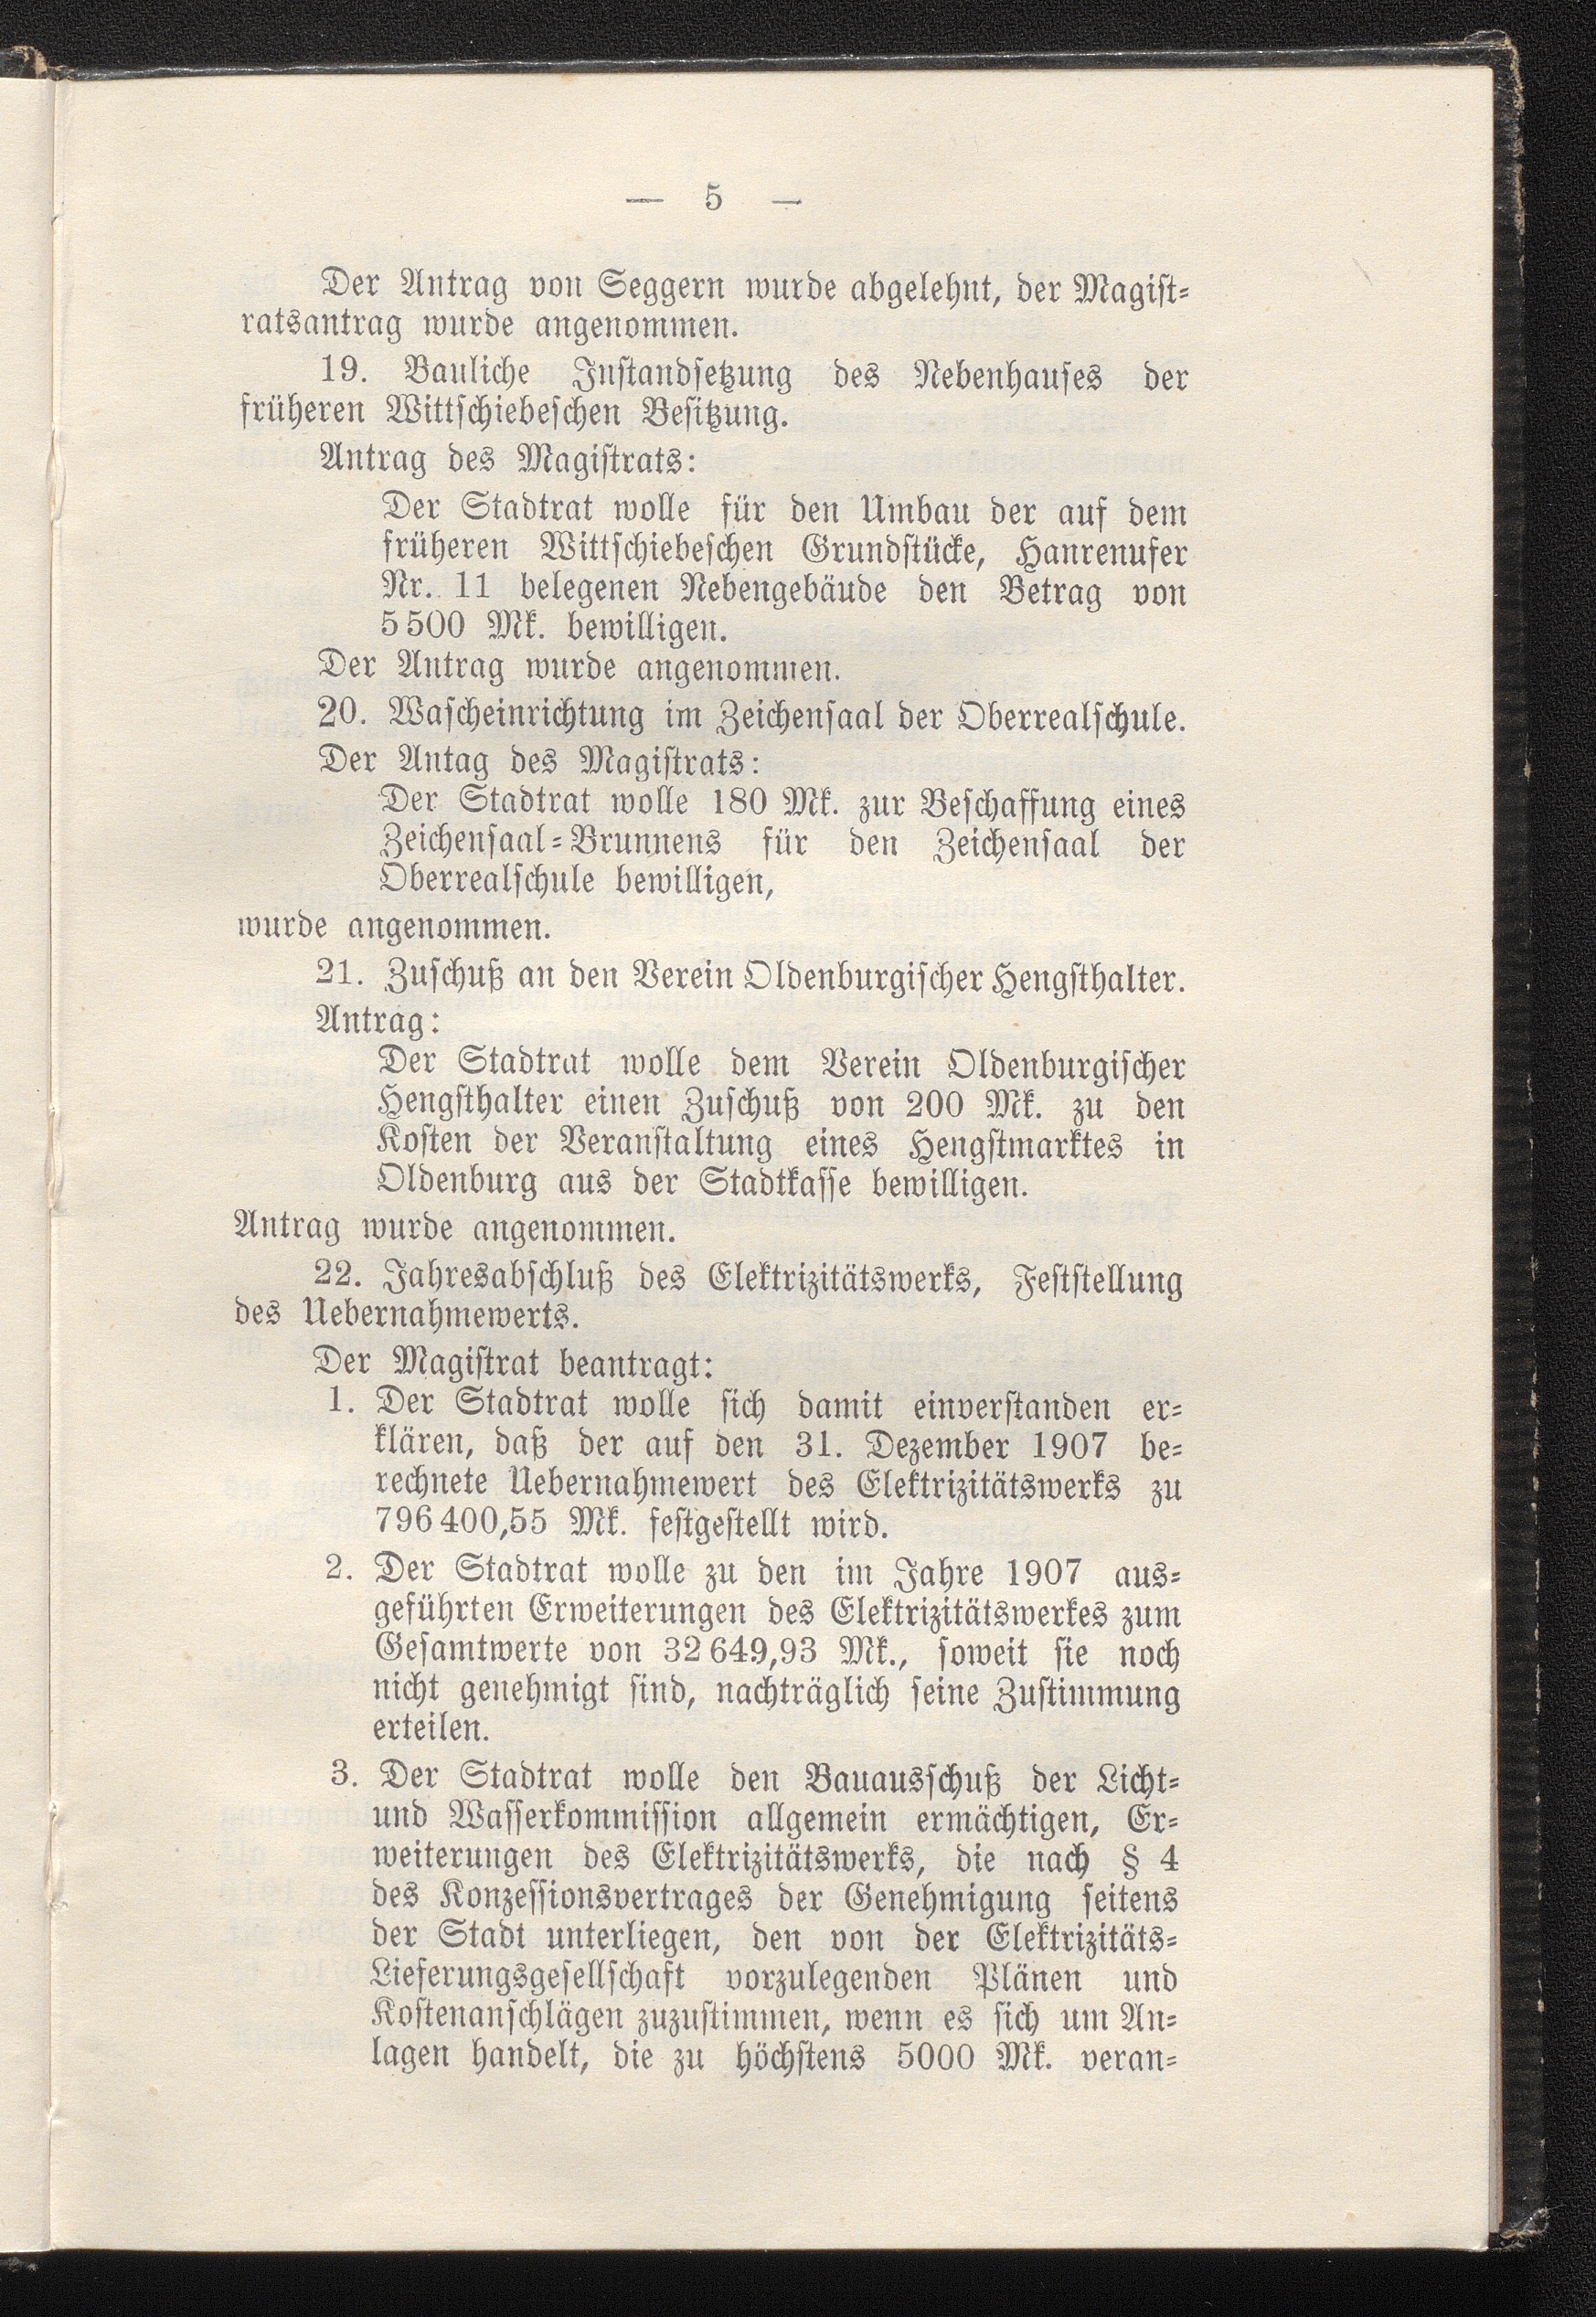 — 5 —
Der Antrag von Seggern wurde abgelehnt, der Magist-
ratsantrag wurde angenommen.
19. Bauliche Instandsetzung des Nebenhauses der
früheren Wittschiebeschen Besitzung.
Antrag des Magistrats:
Der Stadtrat wolle für den Umbau der auf dem
früheren Wittschiebeschen Grundstücke, Hanrenufer
Nr. 11 belegenen Nebengebäude den Betrag von
5500 Mk. bewilligen.
Der Antrag wurde angenommen.
20. Wascheinrichtung im Zeichensaal der Oberrealschule.
Der Antag des Magistrats:
Der Stadtrat wolle 180 Mk. zur Beschaffung eines
Zeichensaal-Brunnens für den Zeichensaal der
Oberrealschule bewilligen,
wurde angenommen.
21. Zuschuß an den Verein Oldenburgischer Hengsthalter.
Antrag:
Der Stadtrat wolle dem Verein Oldenburgischer
Hengsthalter einen Zuschuß von 200 Mk. zu den
Kosten der Veranstaltung eines Hengstmarktes in
Oldenburg aus der Stadtkasse bewilligen.
Antrag wurde angenommen.
22. Jahresabschluß des Elektrizitätswerks, Feststellung
des Uebernahmewerts.
Der Magistrat beantragt:
1. Der Stadtrat wolle sich damit einverstanden er-
klären, daß der auf den 31. Dezember 1907 be-
rechnete Uebernahmewert des Elektrizitätswerks zu
796400,55 Mk. festgestellt wird.
2. Der Stadtrat wolle zu den im Jahre 1907 aus-
geführten Erweiterungen des Elektrizitätswerkes zum
Gesamtwerte von 32649,93 Mk., soweit sie noch
nicht genehmigt sind, nachträglich seine Zustimmung
erteilen.
3. Der Stadtrat wolle den Bauausschuß der Licht-
und Wasserkommission allgemein ermächtigen, Er-
weiterungen des Elektrizitätswerks, die nach § 4
des Konzessionsvertrages der Genehmigung seitens
der Stadt unterliegen, den von der Elektrizitäts-
Lieferungsgesellschaft vorzulegenden Plänen und
Kostenanschlägen zuzustimmen, wenn es sich um An-
lagen handelt, die zu höchstens 5000 Mk. veran-